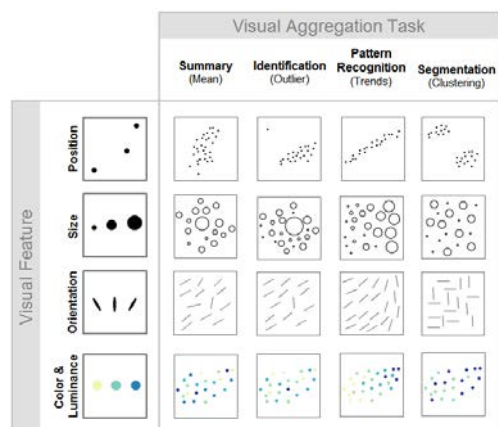 Visual Aggregation Task
Summary
(Mean)
Identification
(Outlier)
Pattern
Recognition
(Trends)
Segmentation
(Clustering)
Visual Feature
Position
Size
Orientation
Color &
Luminance